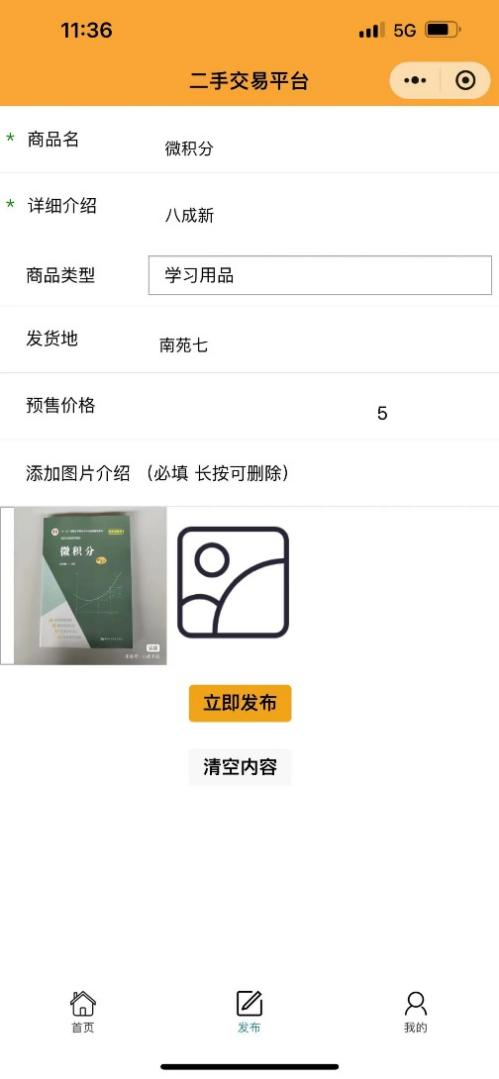 11:36
5G
二手交易平台
* 商品名
微积分
* 详细介绍
八成新
商品类型
学习用品
发货地
南苑七
预售价格
5
添加图片介绍 （必填 长按可删除）
微积分
立即发布
清空内容
首页
发布
我的